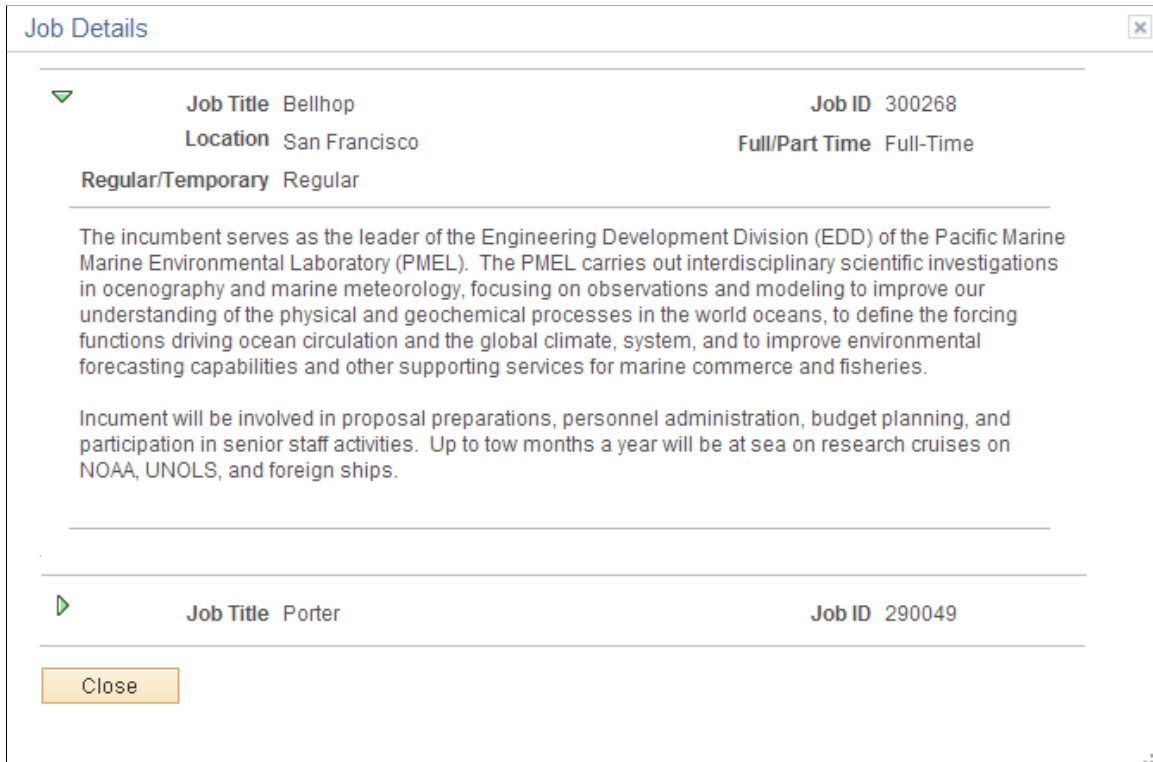 Job Details
Job Title Bellhop Job ID 300268
Location San Francisco Full/Part Time Full-Time
Regular/Temporary Regular
The incumbent serves as the leader of the Engineering Development Division (EDD) of the Pacific Marine
Marine Environmental Laboratory (PMEL).  The PMEL carries out interdisciplinary scientific investigations
in ocenography and marine meteorology, focusing on observations and modeling to improve our
understanding of the physical and geochemical processes in the world oceans, to define the forcing
functions driving ocean circulation and the global climate, system, and to improve environmental
forecasting capabilities and other supporting services for marine commerce and fisheries.
Incument will be involved in proposal preparations, personnel administration, budget planning, and
participation in senior staff activities.  Up to tow months a year will be at sea on research cruises on
NOAA, UNOLS, and foreign ships.
Job Title Porter Job ID 290049
Close